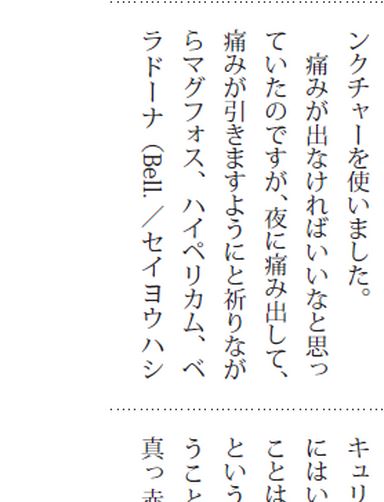 ンクチャーを使いました。
　痛みが出なければいいなと思っ
ていたのですが、夜に痛み出して、
痛みが引きますようにと祈りなが
らマグフォス、ハイペリカム、ベ
ラドーナ（Bell.／セイヨウハシ
キュリ
にはい
ことは
という
うこと
真っ赤